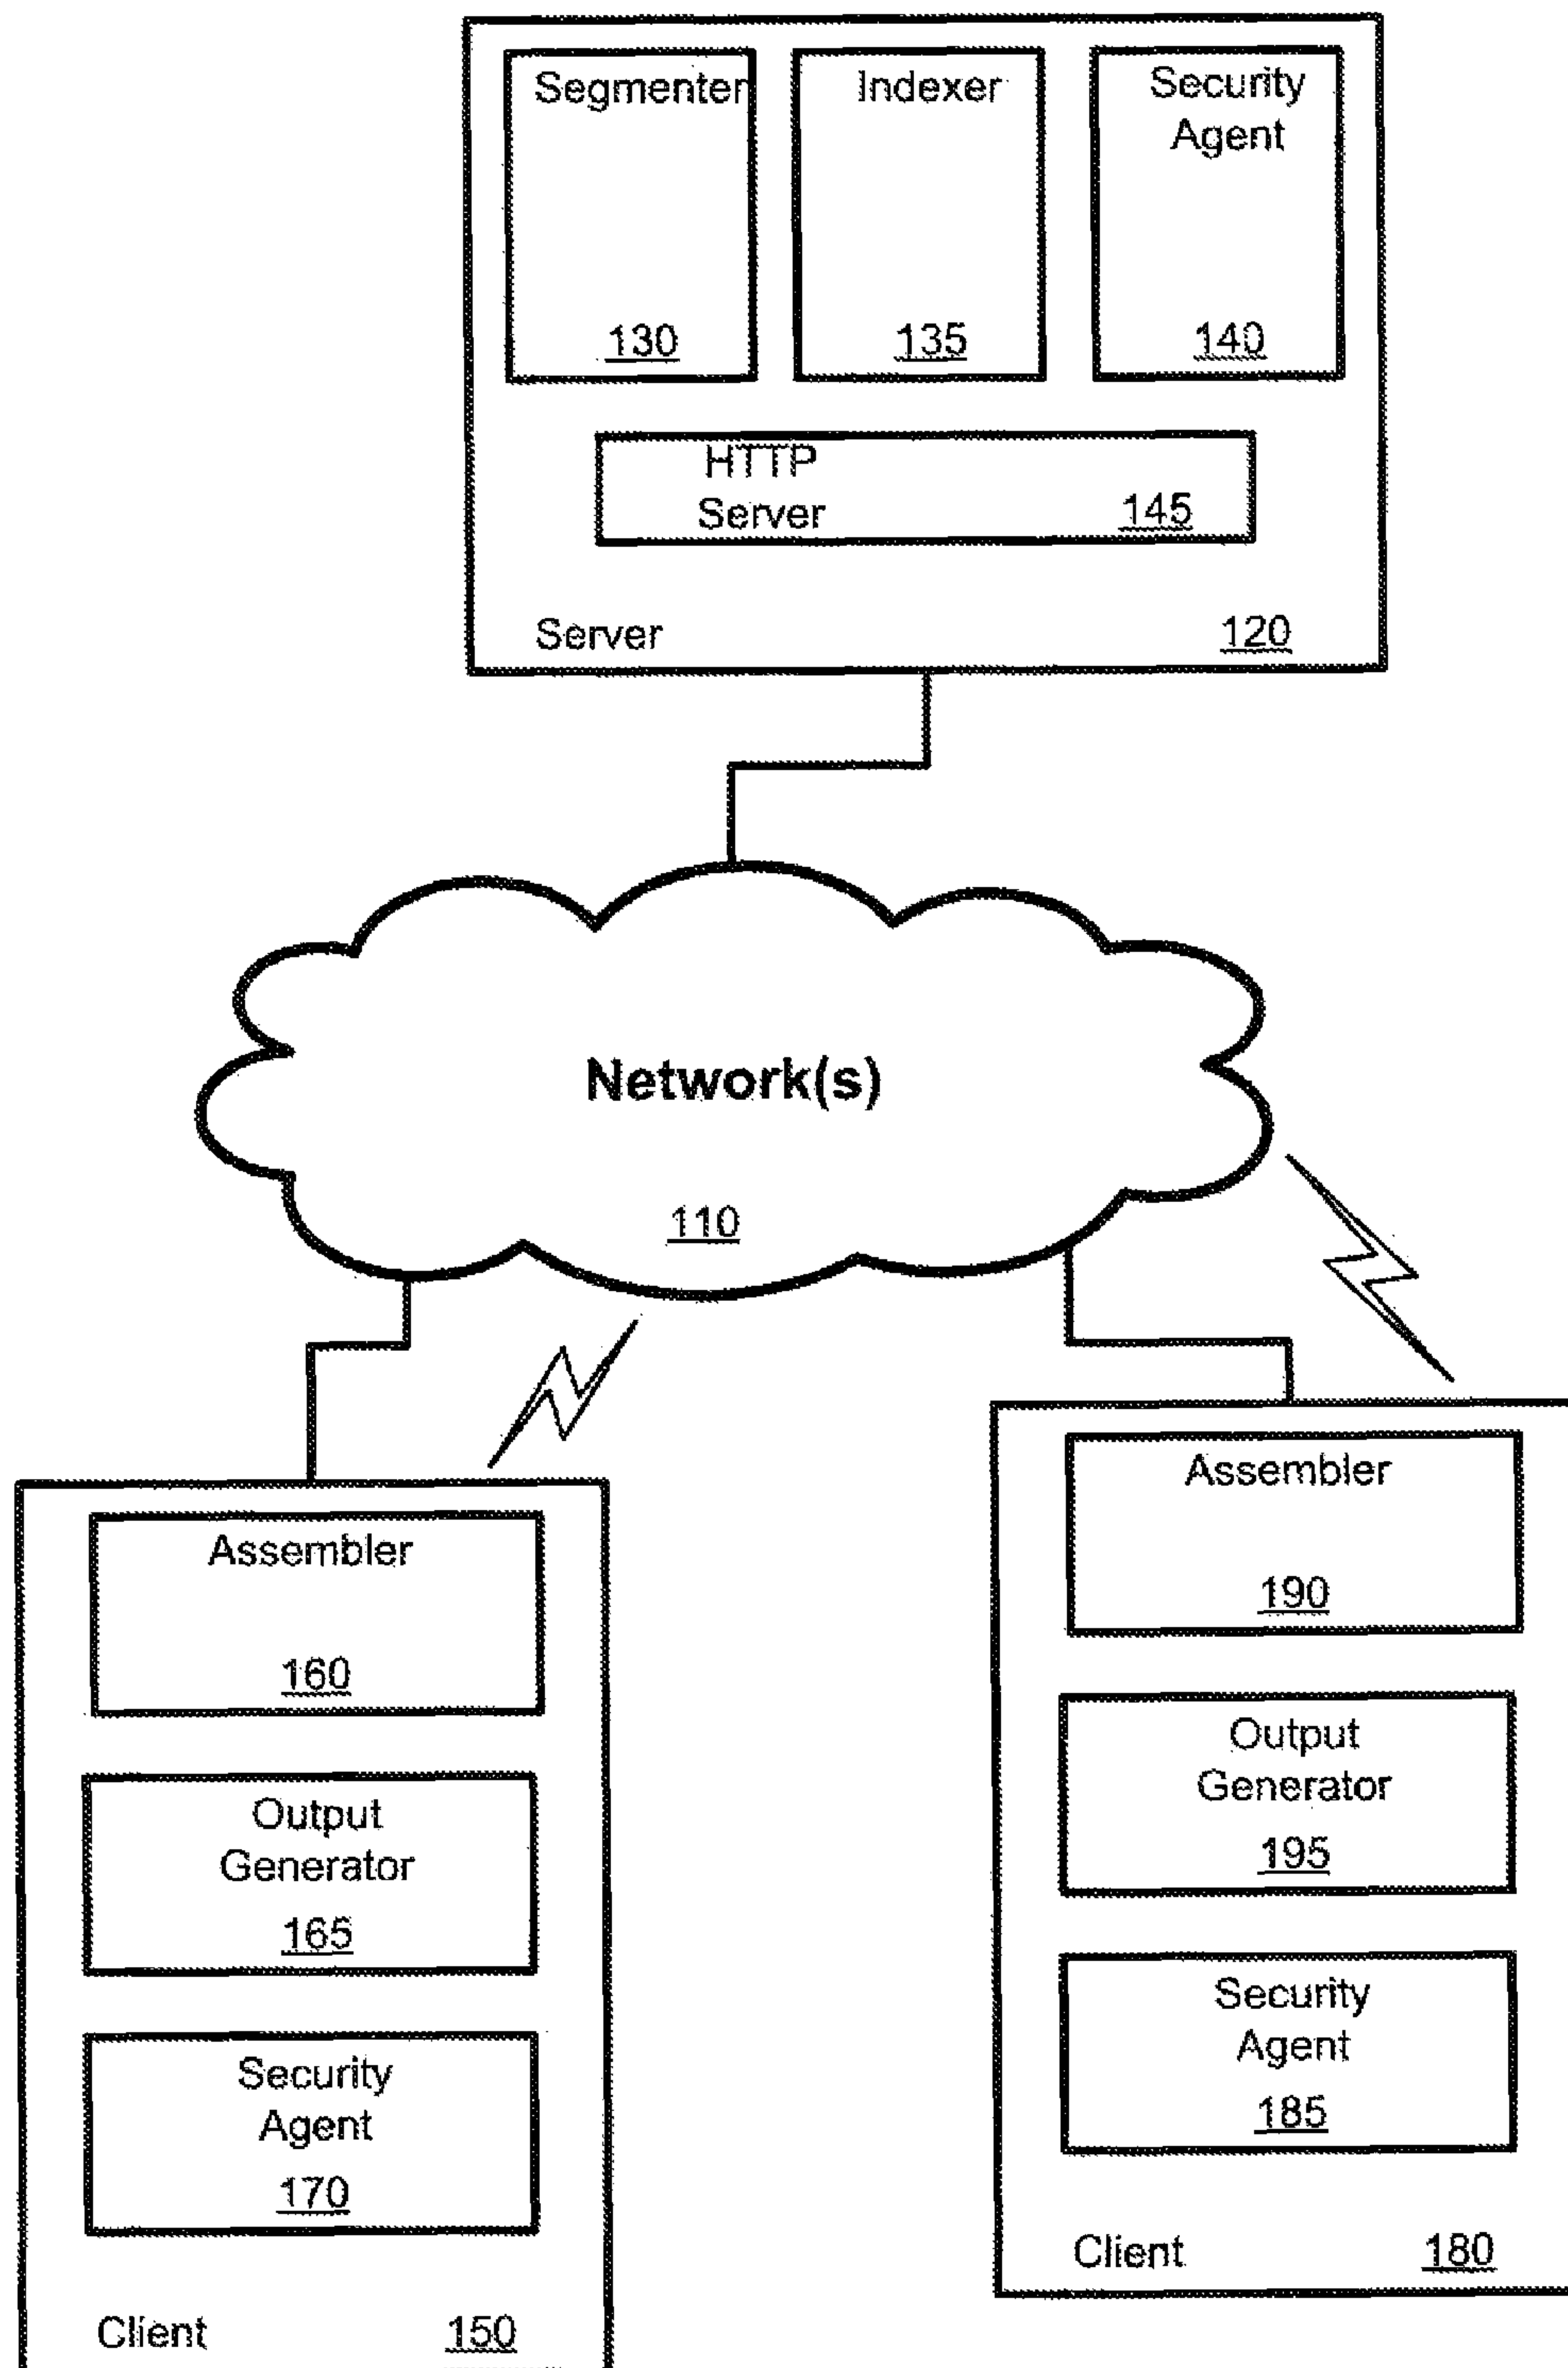 Segmenter
130
Indexer
135
Security
Agent
140
HTTP
Server
145
Server
120
Network(s)
110
Assembler
160
Output
Generator
165
Security
Agent
170
Client
150
Assembler
190
Output
Generator
195
Security
Agent
185
Client
180